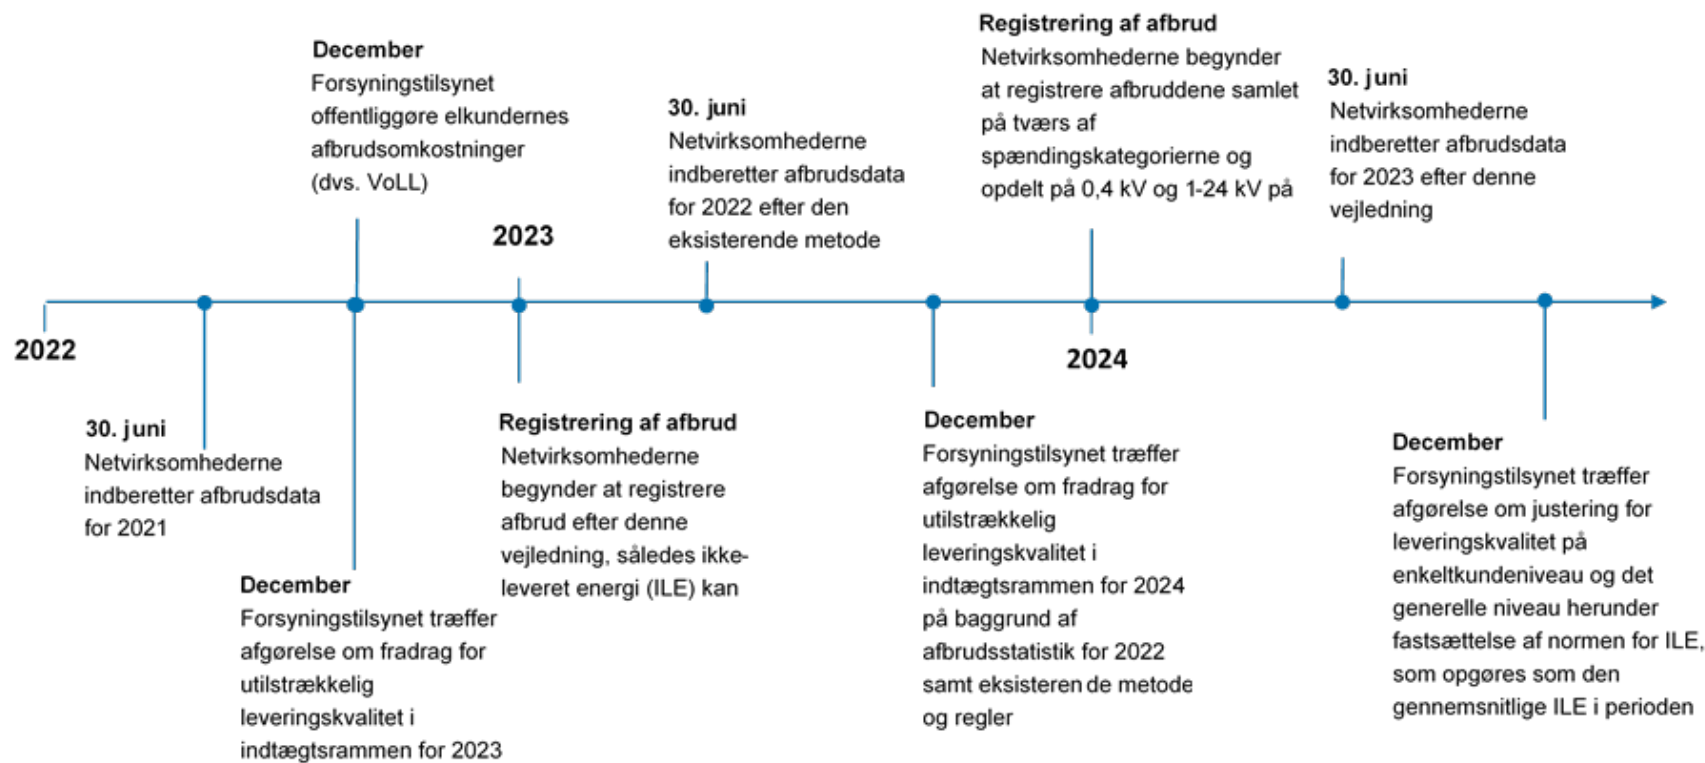 2022
30. juni
Netvirksomhederne
indberetter afbrudsdata
for 2021
December
Forsyningstilsynet
offentliggøre elkundernes
afbrudsomkostninger
(dvs. VoLL)
December
Forsyningstilsynet træffer
afgørelse om fradrag for
utilstrækkelig
leveringskvalitet i
indtægtsrammen for 2023
2023
Registrering af afbrud
Netvirksomhederne
begynder at registrere
afbrud efter denne
vejledning, således ikke-
leveret energi (ILE) kan
30. juni
Netvirksomhederne
indberetter afbrudsdata
for 2022 efter den
eksisterende metode
December
Forsyningstilsynet træffer
afgørelse om fradrag for
utilstrækkelig
leveringskvalitet i
indtægtsrammen for 2024
på baggrund af
afbrudsstatistik for 2022
samt eksisterende metode
og regler
Registrering af afbrud
Netvirksomhederne begynder
at registrere afbruddene samlet
på tværs af
spændingskategorierne og
opdelt på 0,4 kV og 1-24 kV på
2024
30. juni
Netvirksomhederne
indberetter afbrudsdata
for 2023 efter denne
vejledning
December
Forsyningstilsynet træffer
afgørelse om justering for
leveringskvalitet på
enkeltkundeniveau og det
generelle niveau herunder
fastsættelse af normen for ILE,
som opgøres som den
gennemsnitlige ILE i perioden